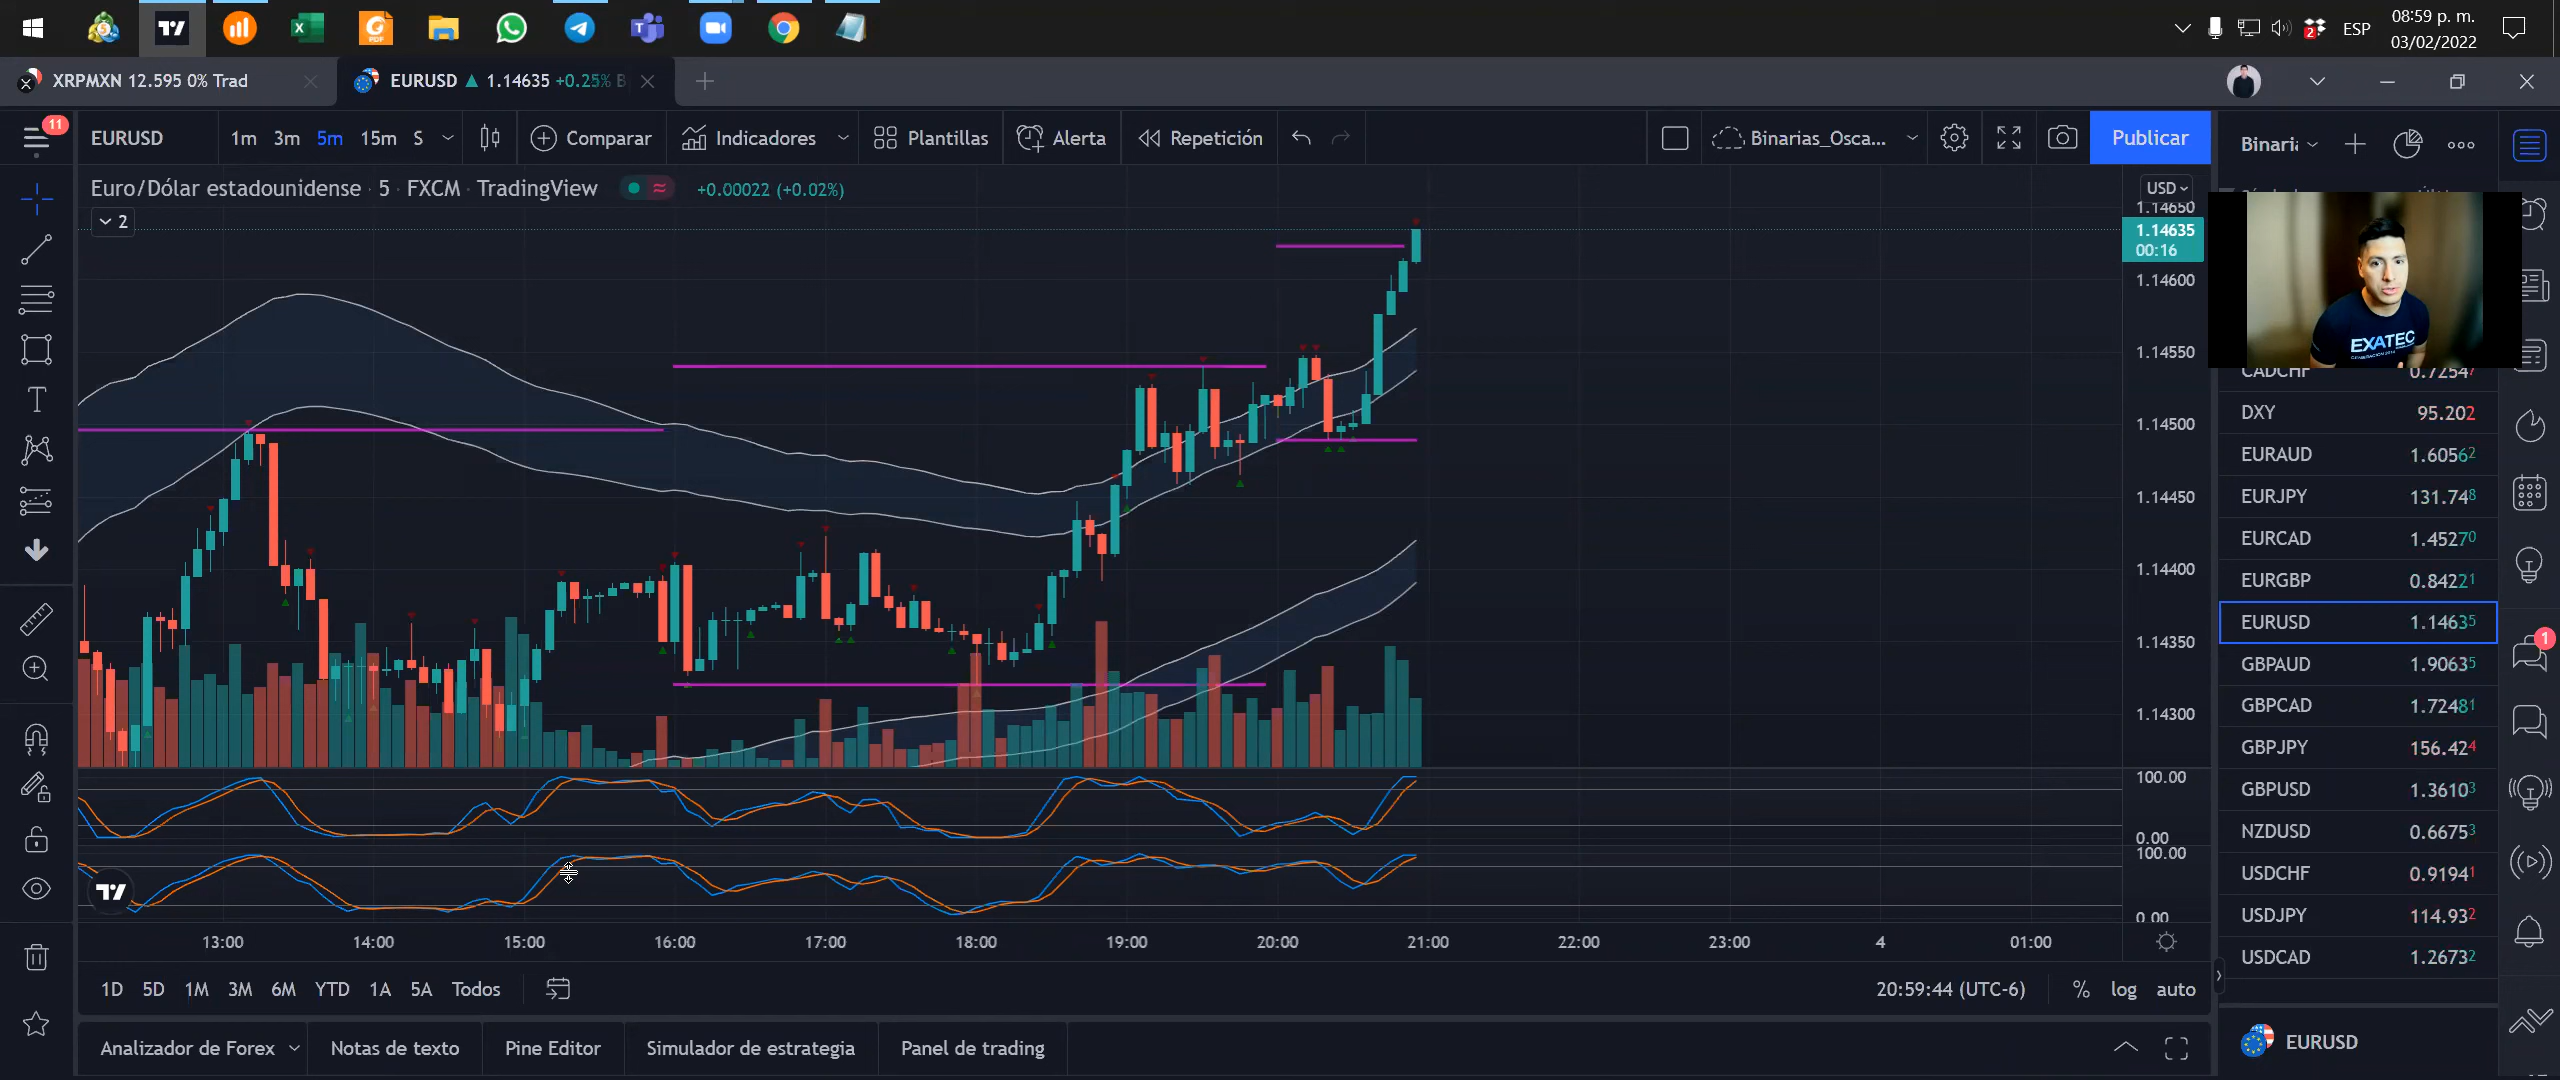 08:59 p. m.
ESP
03/02/2022
2
XRPMXN 12.595 0% Trad
EURUSD ▲ 1.14635 +0.25% B
11
EURUSD
1m 3m 5m 15m S
Comparar
Indicadores
Plantillas
Alerta
Repetición
Binarias_Osca...
Publicar
Binari
Euro/Dólar estadounidense · 5 · FXCM · TradingView
+0.00022 (+0.02%)
2
USD
1.14650
1.14635
00:16
1.14600
1.14550
1.14500
1.14450
1.14400
1.14350
1.14300
100.00
0.00
100.00
0.00
EXATEC
CADCHF 0.72547
DXY 95.202
EURAUD 1.60562
EURJPY 131.748
EURCAD 1.45270
EURGBP 0.84221
EURUSD 1.14635
GBPAUD 1.90635
GBPCAD 1.72481
GBPJPY 156.424
GBPUSD 1.36103
NZDUSD 0.66753
USDCHF 0.91941
USDJPY 114.932
USDCAD 1.26732
1
13:00 14:00 15:00 16:00 17:00 18:00 19:00 20:00 21:00 22:00 23:00 4 01:00
1D 5D 1M 3M 6M YTD 1A 5A Todos
20:59:44 (UTC-6)
% log auto
Analizador de Forex
Notas de texto
Pine Editor
Simulador de estrategia
Panel de trading
EURUSD